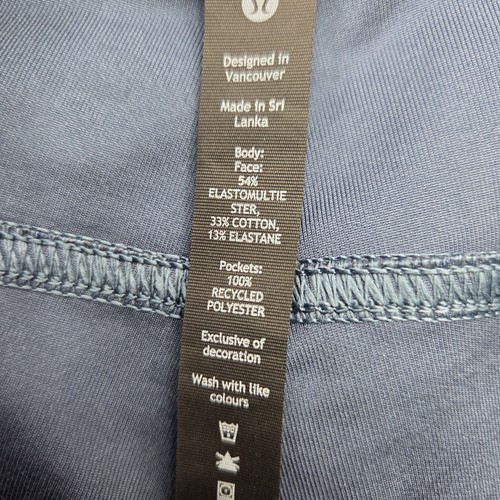 Designed in
Vancouver
Made in Sri
Lanka
Body:
Face:
54%
ELASTOMULTIE
STER,
33% COTTON,
13% ELASTANE
Pockets:
100%
RECYCLED
POLYESTER
Exclusive of
decoration
Wash with like
colours